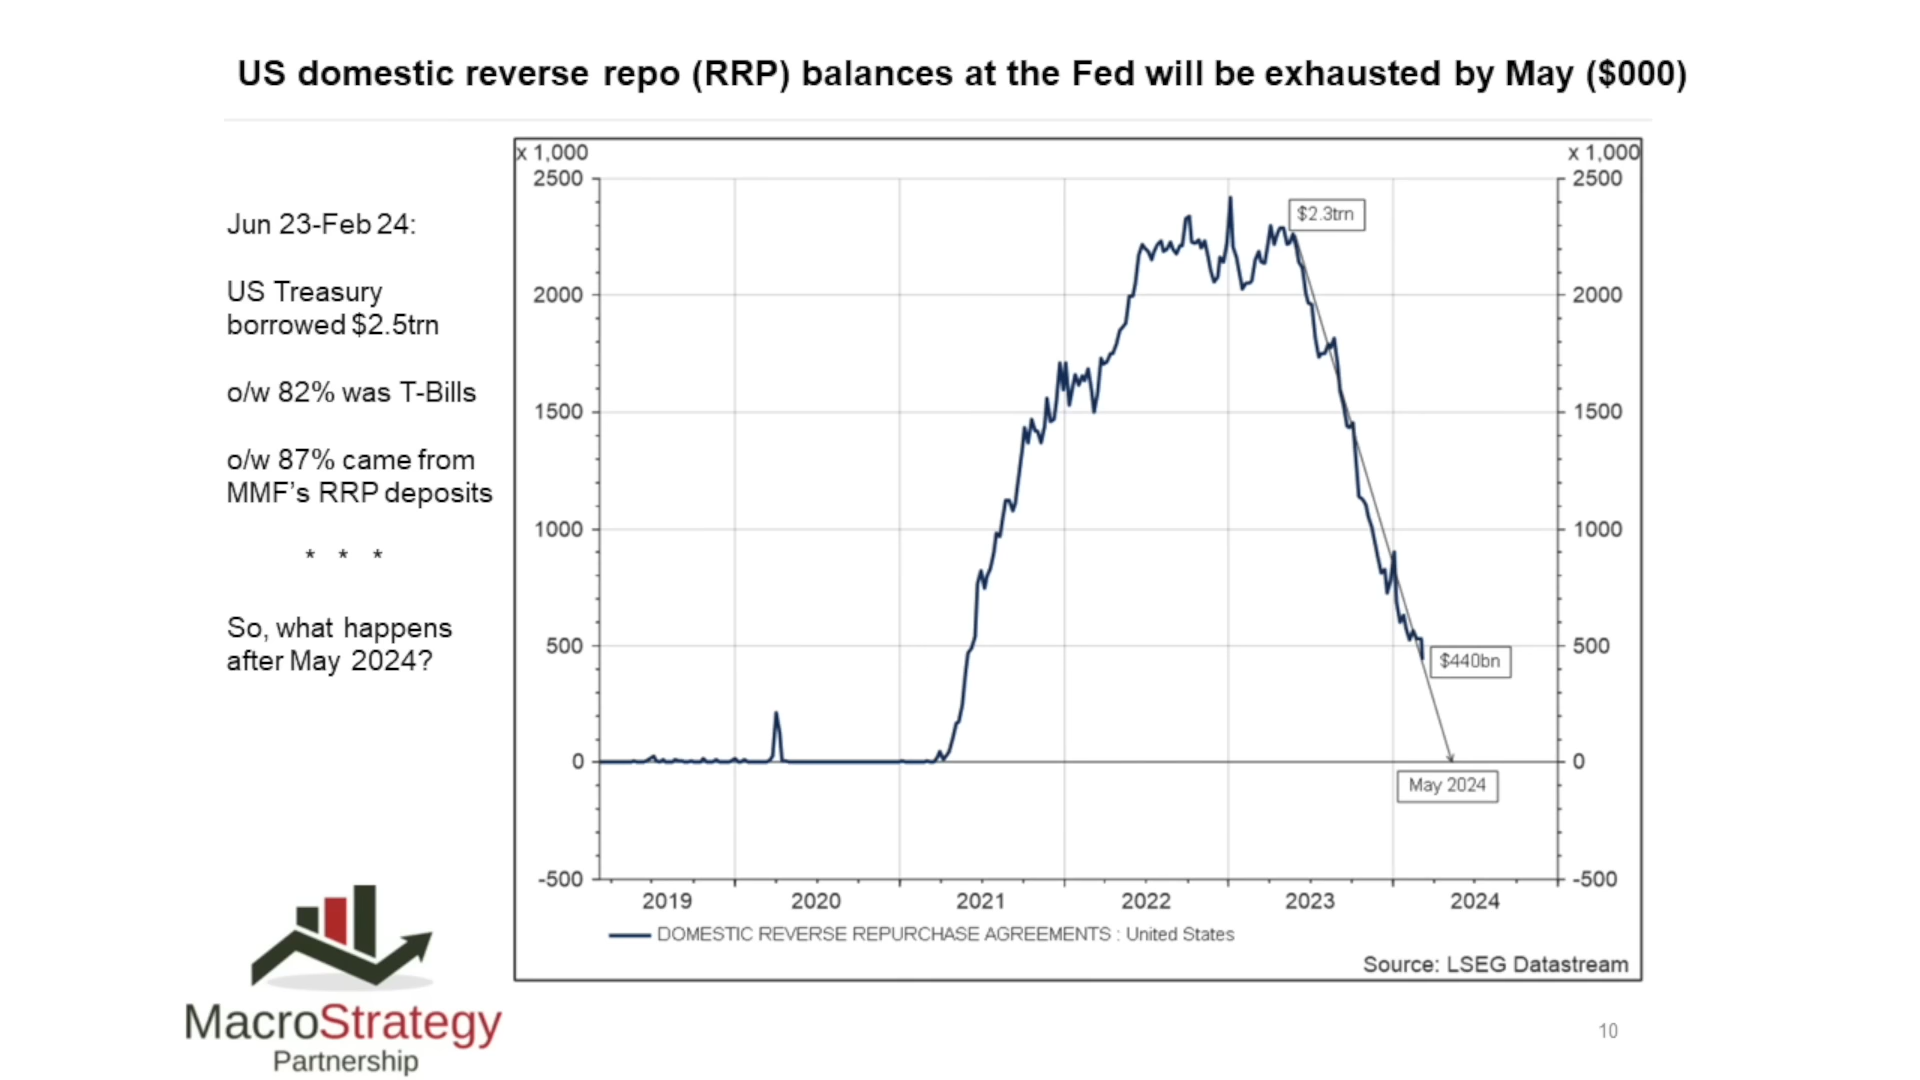 US domestic reverse repo (RRP) balances at the Fed will be exhausted by May ($000)
Jun 23-Feb 24:
US Treasury
borrowed $2.5trn
o/w 82% was T-Bills
o/w 87% came from
MMF's RRP deposits
* * *
So, what happens
after May 2024?
x 1,000
x 1,000
2500
2500
$2.3trn
2000
2000
1500
1500
1000
1000
500
500
$440bn
0
0
May 2024
-500
-500
2019 2020 2021 2022 2023 2024
DOMESTIC REVERSE REPURCHASE AGREEMENTS : United States
Source: LSEG Datastream
MacroStrategy
Partnership
10